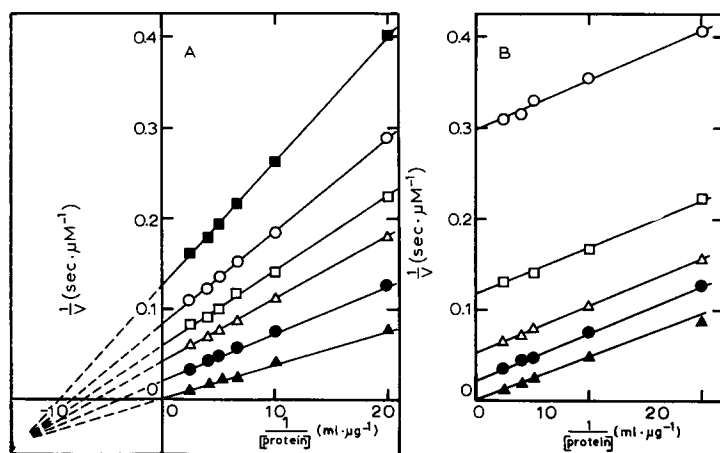 A
B
0.4
0.3
0.2
0.1
0
1/V (sec·μM⁻¹)
-10
0
10
20
1/[protein] (ml·μg⁻¹)
0.4
0.3
0.2
0.1
0
1/V (sec·μM⁻¹)
0
10
20
1/[protein] (ml·μg⁻¹)